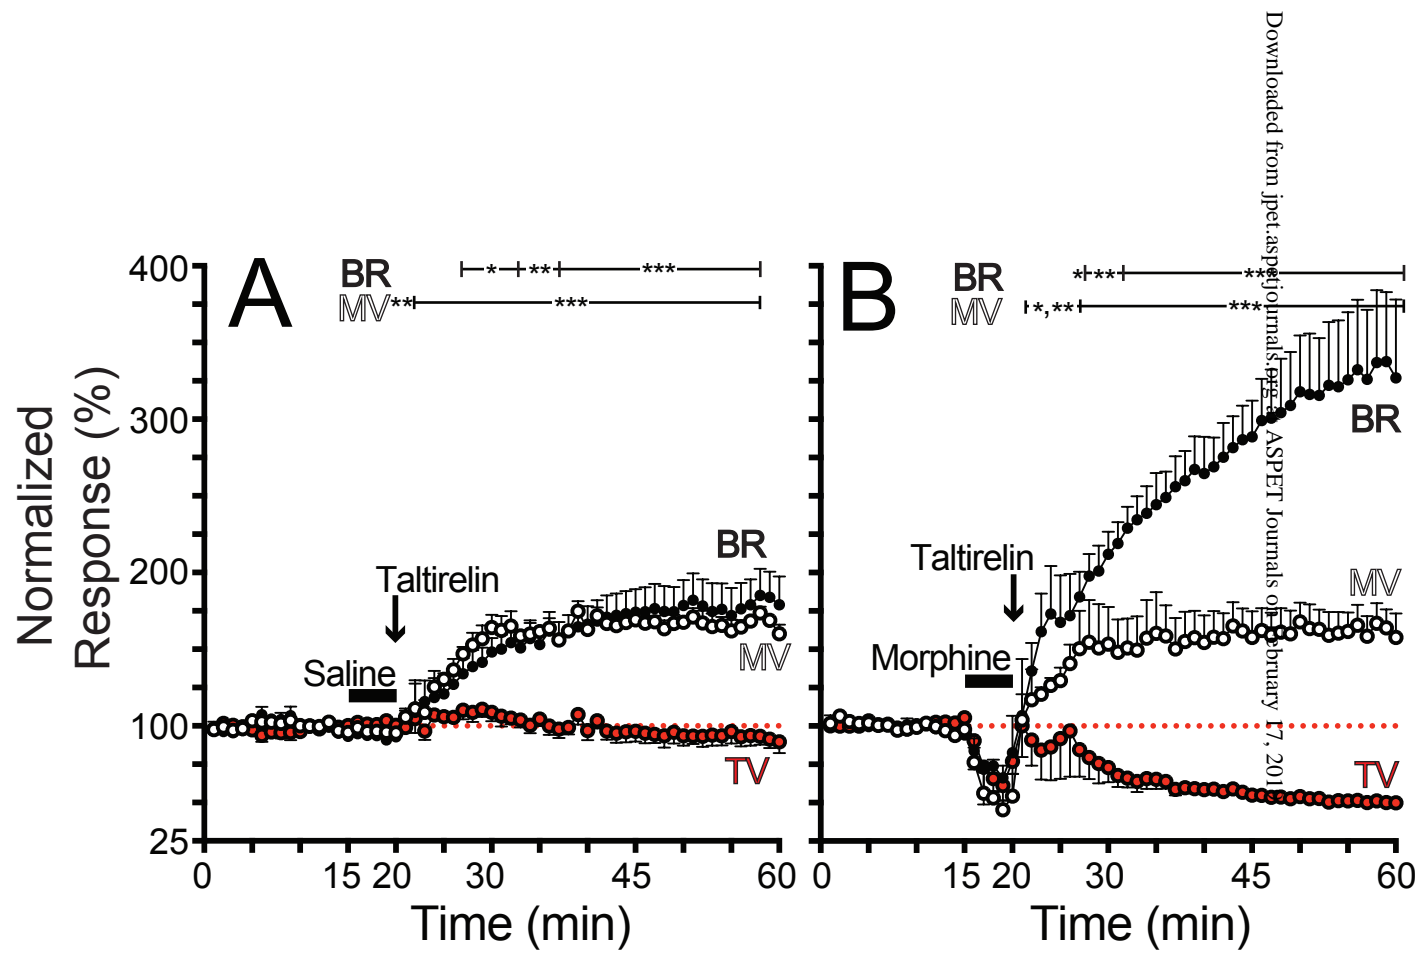 Downloaded from jpet.aspetjournals.org at ASPET Journals on February 17, 201
Normalized
Response (%)
400
300
200
100
25
A
BR * ** ***
MV ** ***
Taltirelin
Saline
BR
MV
TV
0 15 20 30 45 60
Time (min)
B
BR * ** **
MV *,** ***
Taltirelin
Morphine
BR
MV
TV
0 15 20 30 45 60
Time (min)